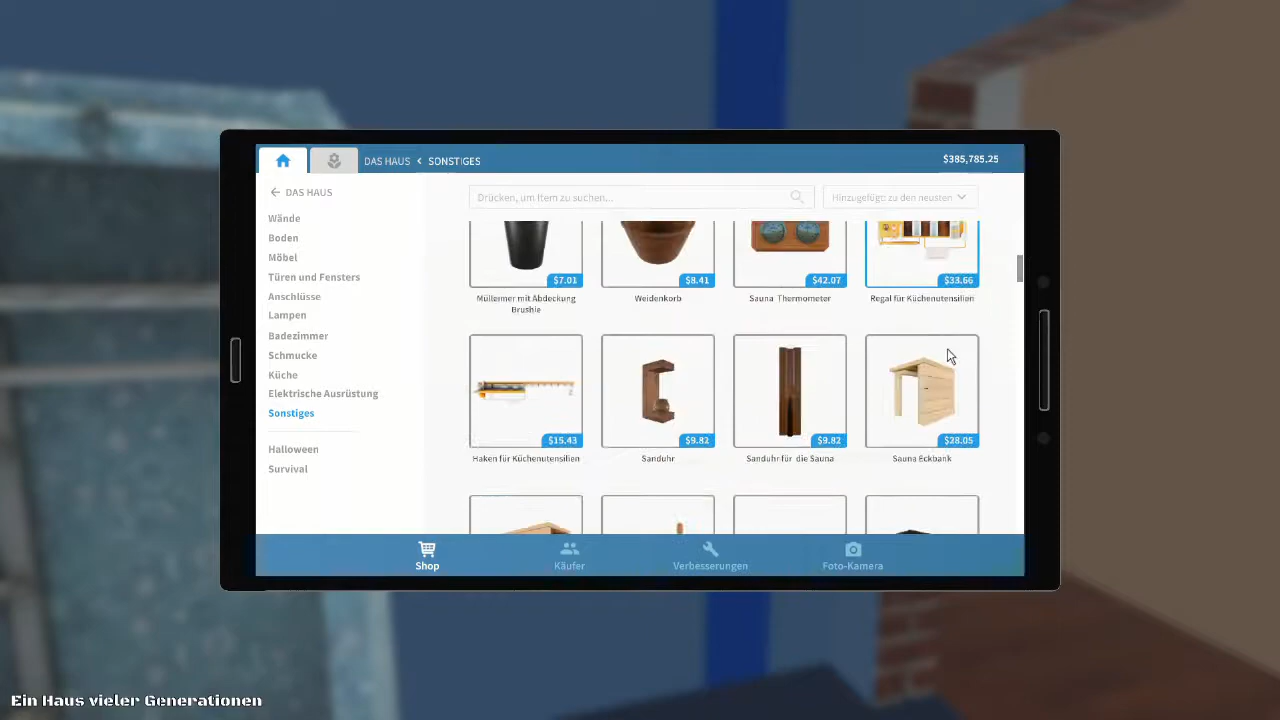 DAS HAUS < SONSTIGES
$385,785.25
← DAS HAUS
Drücken, um Item zu suchen...
Hinzugefügt: zu den neusten
Wände
Boden
Möbel
Türen und Fensters
Anschlüsse
Lampen
Badezimmer
Schmucke
Küche
Elektrische Ausrüstung
Sonstiges
Halloween
Survival
$7.01
$8.41
$42.07
$33.66
Mülleimer mit Abdeckung Brushie
Weidenkorb
Sauna Thermometer
Regal für Küchenutensilien
$15.43
$9.82
$9.82
$28.05
Haken für Küchenutensilien
Sanduhr
Sanduhr für die Sauna
Sauna Eckbank
Shop
Käufer
Verbesserungen
Foto-Kamera
Ein Haus vieler Generationen